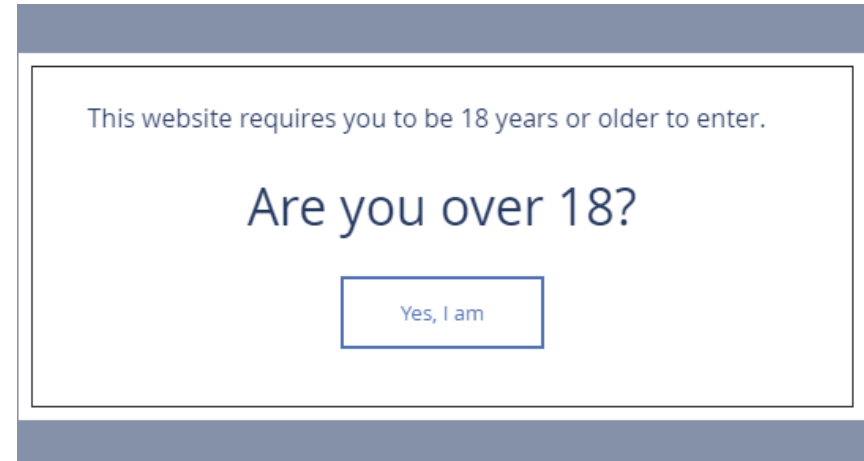 This website requires you to be 18 years or older to enter.
Are you over 18?
Yes, I am